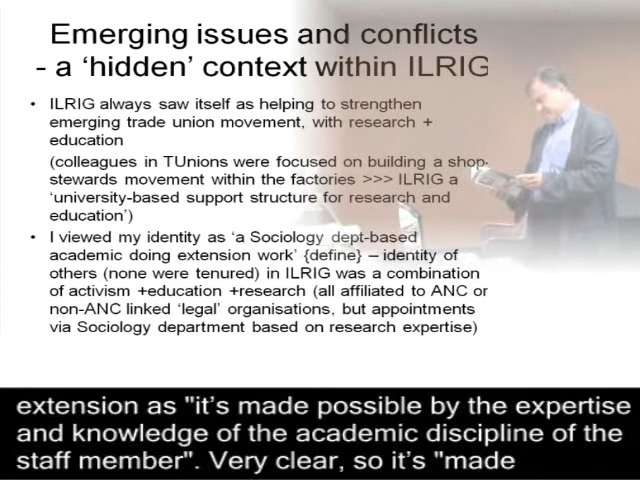 Emerging issues and conflicts
- a ‘hidden’ context within ILRIG
• ILRIG always saw itself as helping to strengthen
emerging trade union movement, with research +
education
(colleagues in TUnions were focused on building a shop-
stewards movement within the factories >>> ILRIG a
‘university-based support structure for research and
education’)
• I viewed my identity as ‘a Sociology dept-based
academic doing extension work’ {define} – identity of
others (none were tenured) in ILRIG was a combination
of activism +education +research (all affiliated to ANC or
non-ANC linked ‘legal’ organisations, but appointments
via Sociology department based on research expertise)
extension as "it’s made possible by the expertise
and knowledge of the academic discipline of the
staff member". Very clear, so it’s "made